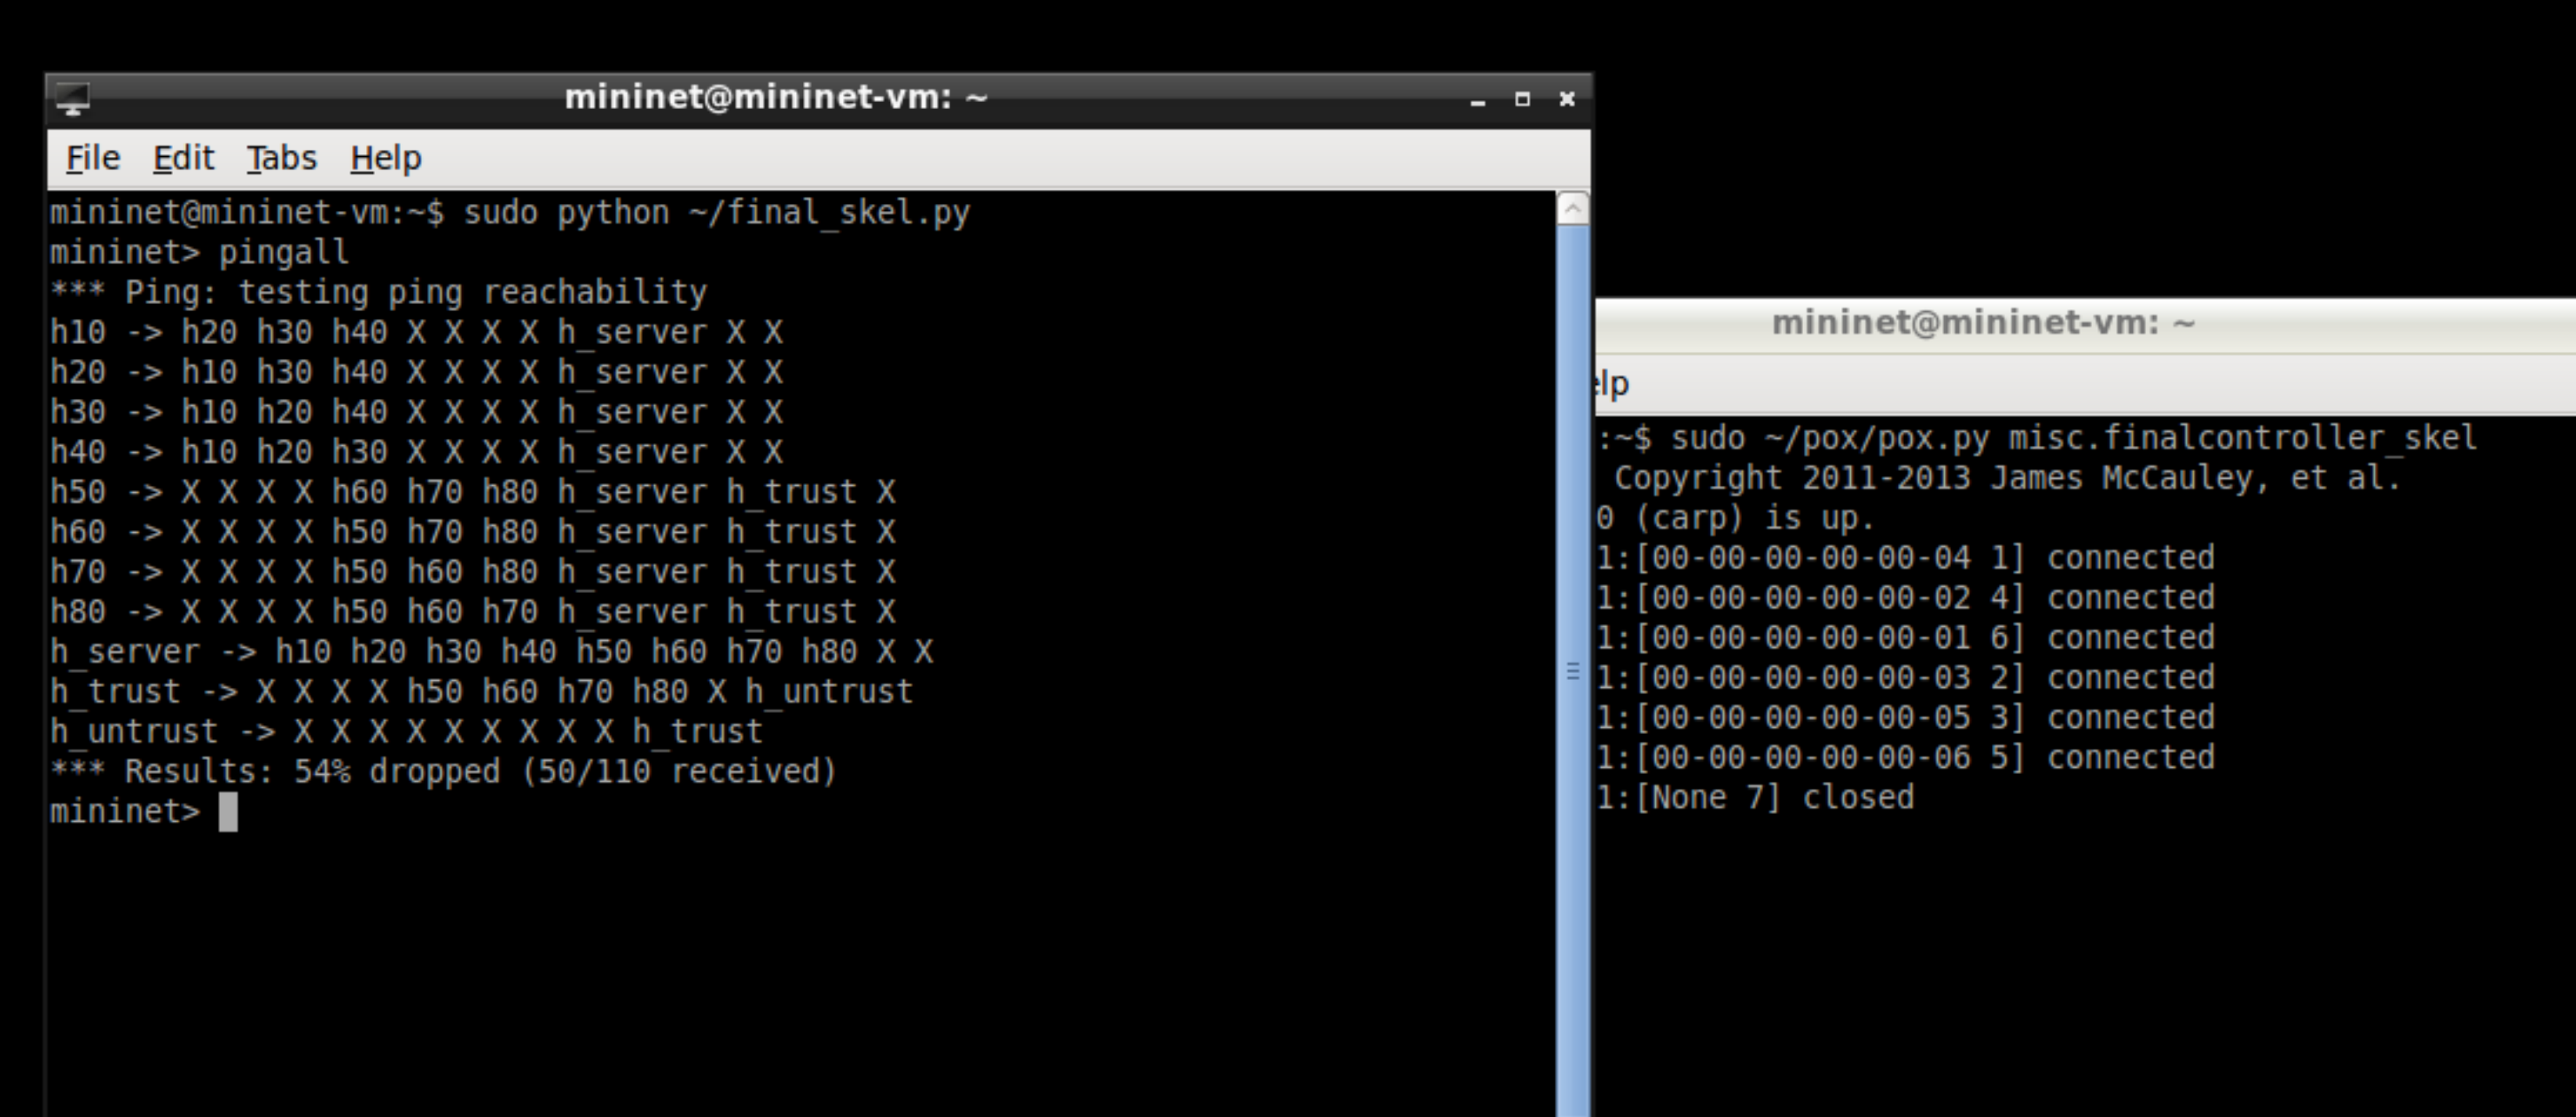 mininet@mininet-vm: ~
File Edit Tabs Help
mininet@mininet-vm:~$ sudo python ~/final_skel.py
mininet> pingall
*** Ping: testing ping reachability
h10 -> h20 h30 h40 X X X X h_server X X
h20 -> h10 h30 h40 X X X X h_server X X
h30 -> h10 h20 h40 X X X X h_server X X
h40 -> h10 h20 h30 X X X X h_server X X
h50 -> X X X X h60 h70 h80 h_server h_trust X
h60 -> X X X X h50 h70 h80 h_server h_trust X
h70 -> X X X X h50 h60 h80 h_server h_trust X
h80 -> X X X X h50 h60 h70 h_server h_trust X
h_server -> h10 h20 h30 h40 h50 h60 h70 h80 X X
h_trust -> X X X X h50 h60 h70 h80 X h_untrust
h_untrust -> X X X X X X X X X h_trust
*** Results: 54% dropped (50/110 received)
mininet>
mininet@mininet-vm: ~
elp
:~$ sudo ~/pox/pox.py misc.finalcontroller_skel
Copyright 2011-2013 James McCauley, et al.
0 (carp) is up.
1:[00-00-00-00-00-04 1] connected
1:[00-00-00-00-00-02 4] connected
1:[00-00-00-00-00-01 6] connected
1:[00-00-00-00-00-03 2] connected
1:[00-00-00-00-00-05 3] connected
1:[00-00-00-00-00-06 5] connected
1:[None 7] closed